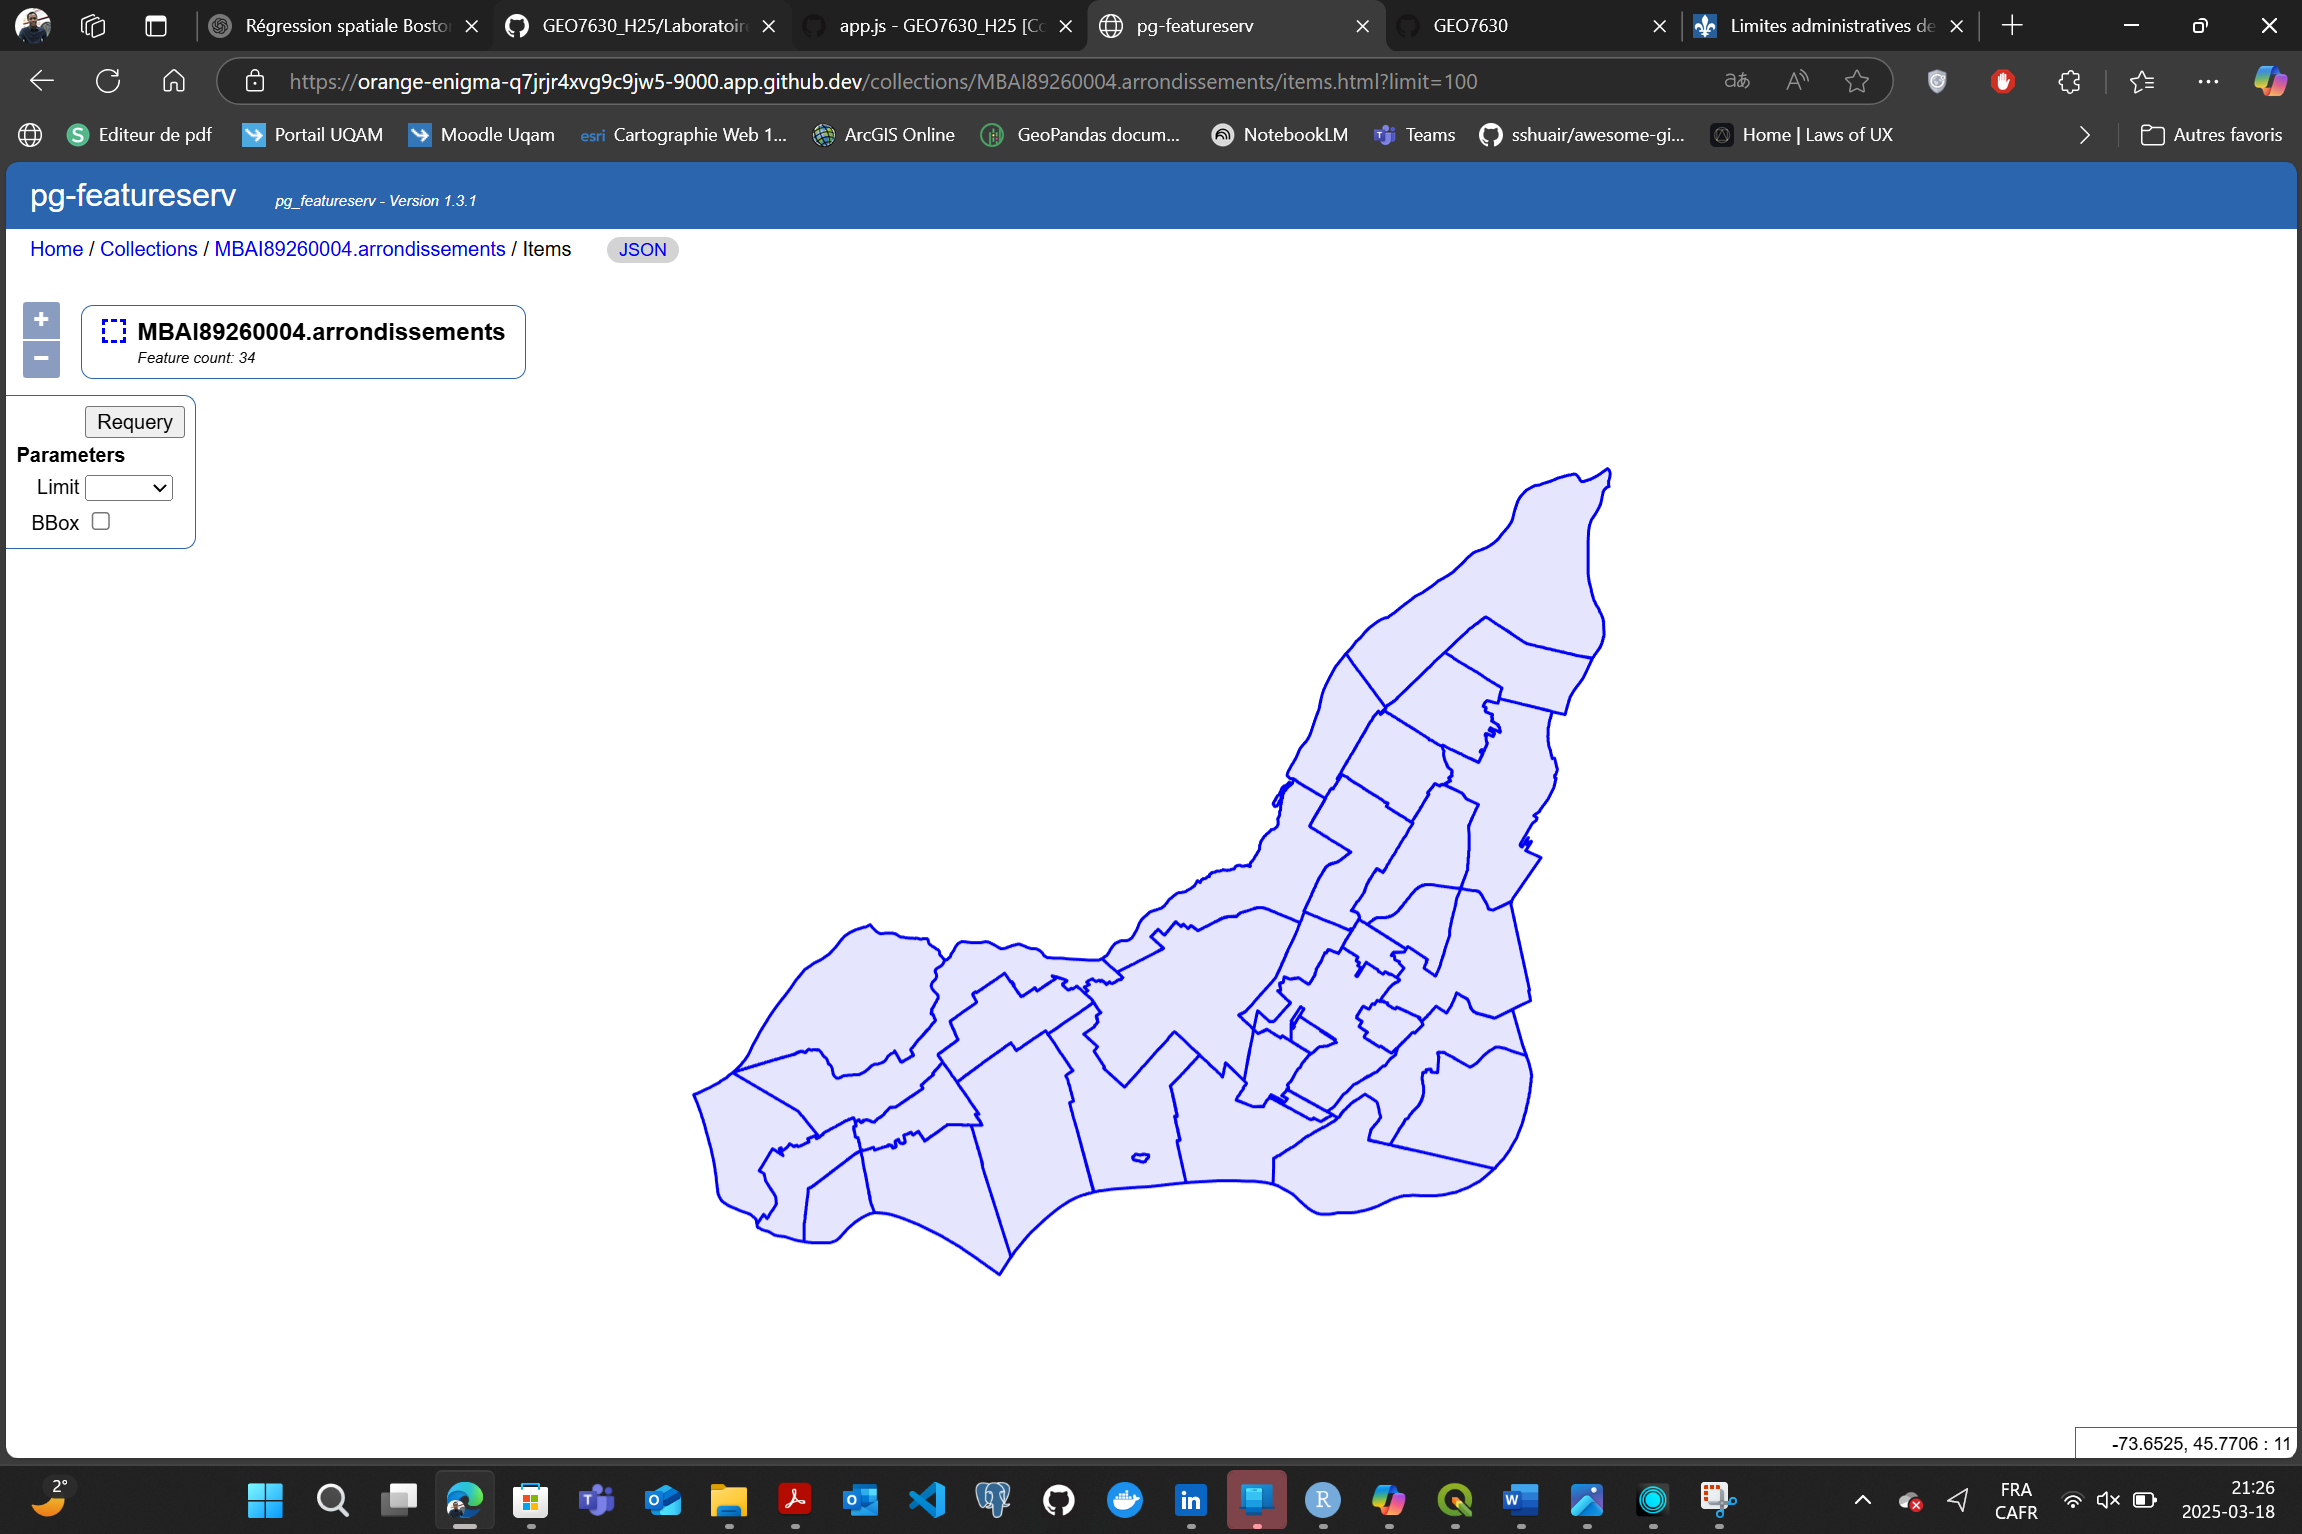 Régression spatiale Bosto
GEO7630_H25/Laboratoir
app.js - GEO7630_H25 [Co
pg-featureserv
GEO7630
Limites administratives de
https://orange-enigma-q7jrjr4xvg9c9jw5-9000.app.github.dev/collections/MBAI89260004.arrondissements/items.html?limit=100
Editeur de pdf
Portail UQAM
Moodle Uqam
esri Cartographie Web 1...
ArcGIS Online
GeoPandas docum...
NotebookLM
Teams
sshuair/awesome-gi...
Home | Laws of UX
Autres favoris
pg-featureserv
pg_featureserv - Version 1.3.1
Home / Collections / MBAI89260004.arrondissements / Items
JSON
+
MBAI89260004.arrondissements
Feature count: 34
−
Requery
Parameters
Limit
BBox
-73.6525, 45.7706 : 11
2°
FRA
CAFR
21:26
2025-03-18